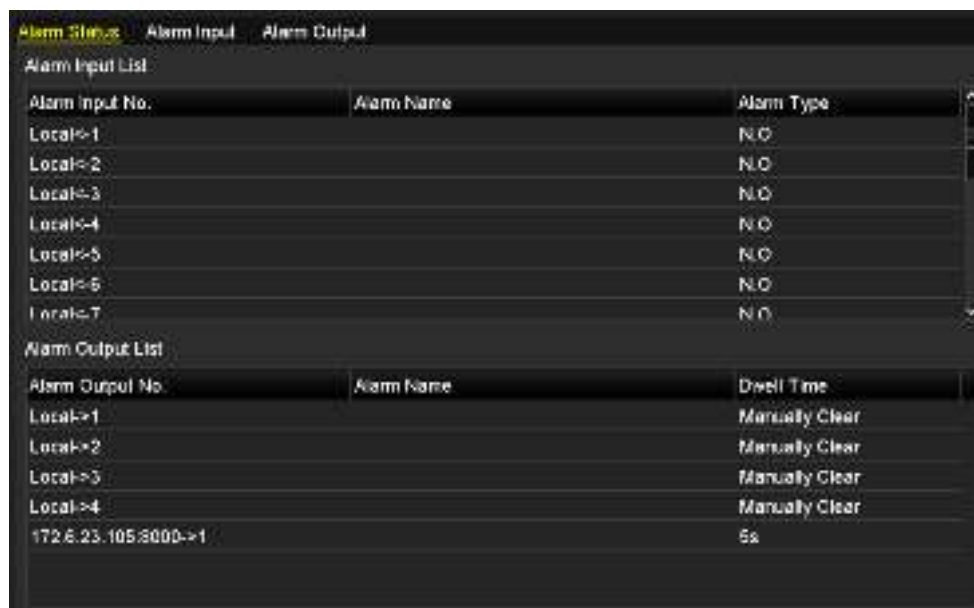 Alarm Status Alarm Input Alarm Output
Alarm Input List
Alarm Input No. Alarm Name Alarm Type
Local<-1 N.O
Local<-2 N.O
Local<-3 N.O
Local<-4 N.O
Local<-5 N.O
Local<-6 N.O
Local<-7 N.O
Alarm Output List
Alarm Output No. Alarm Name Dwell Time
Local->1 Manually Clear
Local->2 Manually Clear
Local->3 Manually Clear
Local->4 Manually Clear
172.6.23.105:8000->1 5s